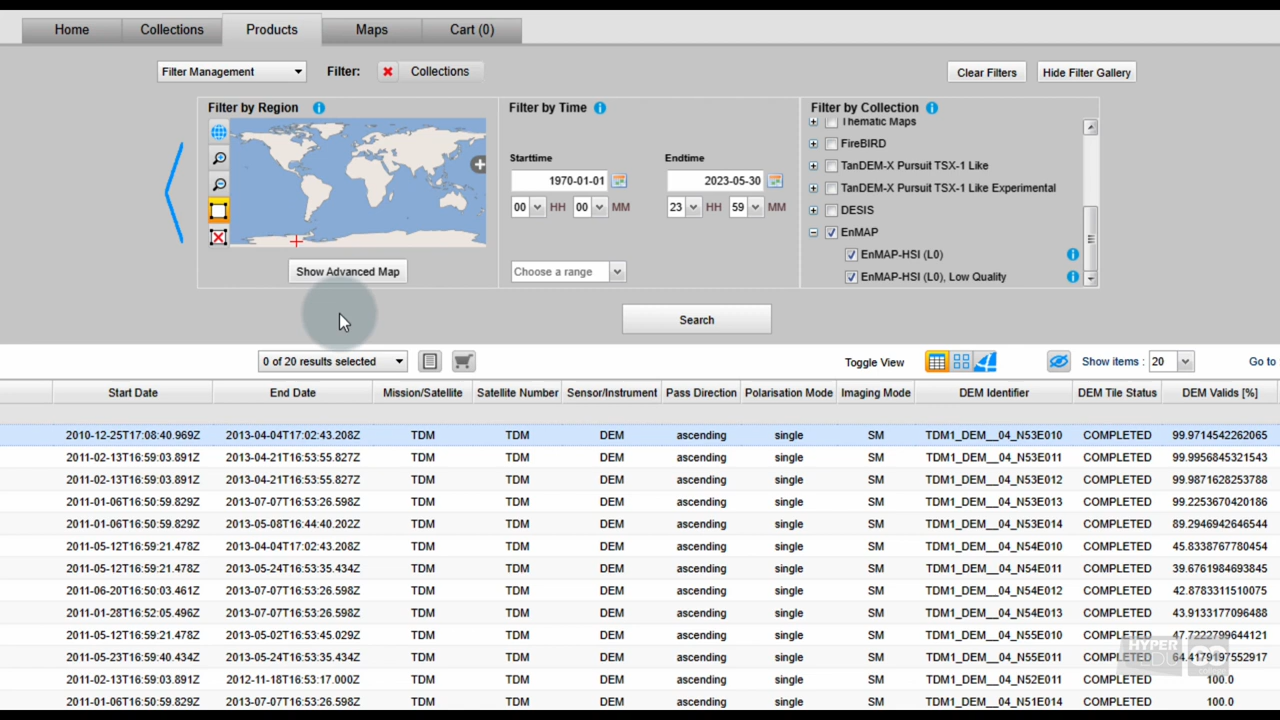 Home Collections Products Maps Cart (0)
Filter Management Filter: Collections Clear Filters Hide Filter Gallery
Filter by Region Filter by Time Filter by Collection
Thematic Maps
FireBIRD
Starttime Endtime
TanDEM-X Pursuit TSX-1 Like
1970-01-01 2023-05-30
TanDEM-X Pursuit TSX-1 Like Experimental
00 HH 00 MM 23 HH 59 MM
DESIS
EnMAP
EnMAP-HSI (L0)
Show Advanced Map Choose a range
EnMAP-HSI (L0), Low Quality
Search
0 of 20 results selected Toggle View Show items : 20 Go to
Start Date End Date Mission/Satellite Satellite Number Sensor/Instrument Pass Direction Polarisation Mode Imaging Mode DEM Identifier DEM Tile Status DEM Valids [%]
2010-12-25T17:08:40.969Z 2013-04-04T17:02:43.208Z TDM TDM DEM ascending single SM TDM1_DEM__04_N53E010 COMPLETED 99.9714542262065
2011-02-13T16:59:03.891Z 2013-04-21T16:53:55.827Z TDM TDM DEM ascending single SM TDM1_DEM__04_N53E011 COMPLETED 99.9956845321543
2011-02-13T16:59:03.891Z 2013-04-21T16:53:55.827Z TDM TDM DEM ascending single SM TDM1_DEM__04_N53E012 COMPLETED 99.9871628253788
2011-01-06T16:50:59.829Z 2013-07-07T16:53:26.598Z TDM TDM DEM ascending single SM TDM1_DEM__04_N53E013 COMPLETED 99.2253670420186
2011-01-06T16:50:59.829Z 2013-05-08T16:44:40.202Z TDM TDM DEM ascending single SM TDM1_DEM__04_N53E014 COMPLETED 89.2946942646544
2011-05-12T16:59:21.478Z 2013-04-04T17:02:43.208Z TDM TDM DEM ascending single SM TDM1_DEM__04_N54E010 COMPLETED 45.8338767780454
2011-05-12T16:59:21.478Z 2013-05-24T16:53:35.434Z TDM TDM DEM ascending single SM TDM1_DEM__04_N54E011 COMPLETED 39.6761984693845
2011-06-20T16:50:03.461Z 2013-07-07T16:53:26.598Z TDM TDM DEM ascending single SM TDM1_DEM__04_N54E012 COMPLETED 42.8783311510075
2011-01-28T16:52:05.496Z 2013-07-07T16:53:26.598Z TDM TDM DEM ascending single SM TDM1_DEM__04_N54E013 COMPLETED 43.9133177096488
2011-05-12T16:59:21.478Z 2013-05-02T16:53:45.029Z TDM TDM DEM ascending single SM TDM1_DEM__04_N55E010 COMPLETED 47.7222799644121
2011-05-23T16:59:40.434Z 2013-05-24T16:53:35.434Z TDM TDM DEM ascending single SM TDM1_DEM__04_N55E011 COMPLETED 64.4179197552917
2011-02-13T16:59:03.891Z 2012-11-18T16:53:17.000Z TDM TDM DEM ascending single SM TDM1_DEM__04_N52E011 COMPLETED 100.0
2011-01-06T16:50:59.829Z 2013-07-07T16:53:26.598Z TDM TDM DEM ascending single SM TDM1_DEM__04_N51E014 COMPLETED 100.0
HYPER
EDU